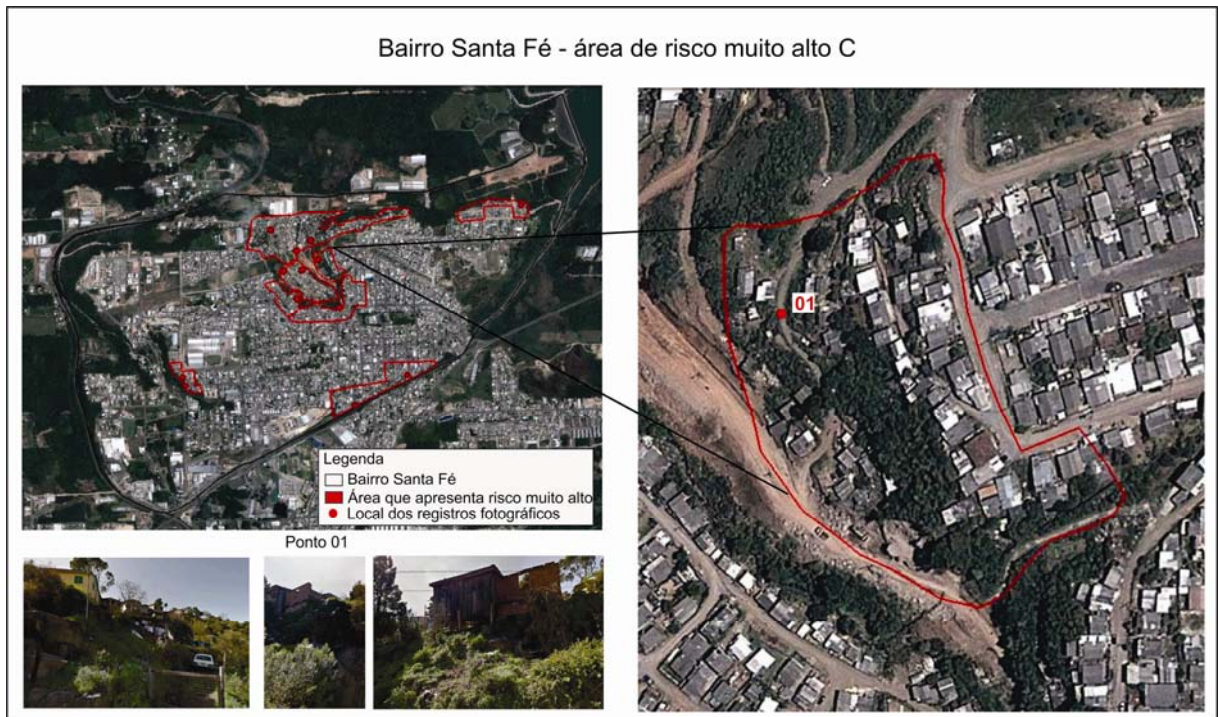 Bairro Santa Fé - área de risco muito alto C
Legenda
Bairro Santa Fé
Área que apresenta risco muito alto
Local dos registros fotográficos
01
Ponto 01